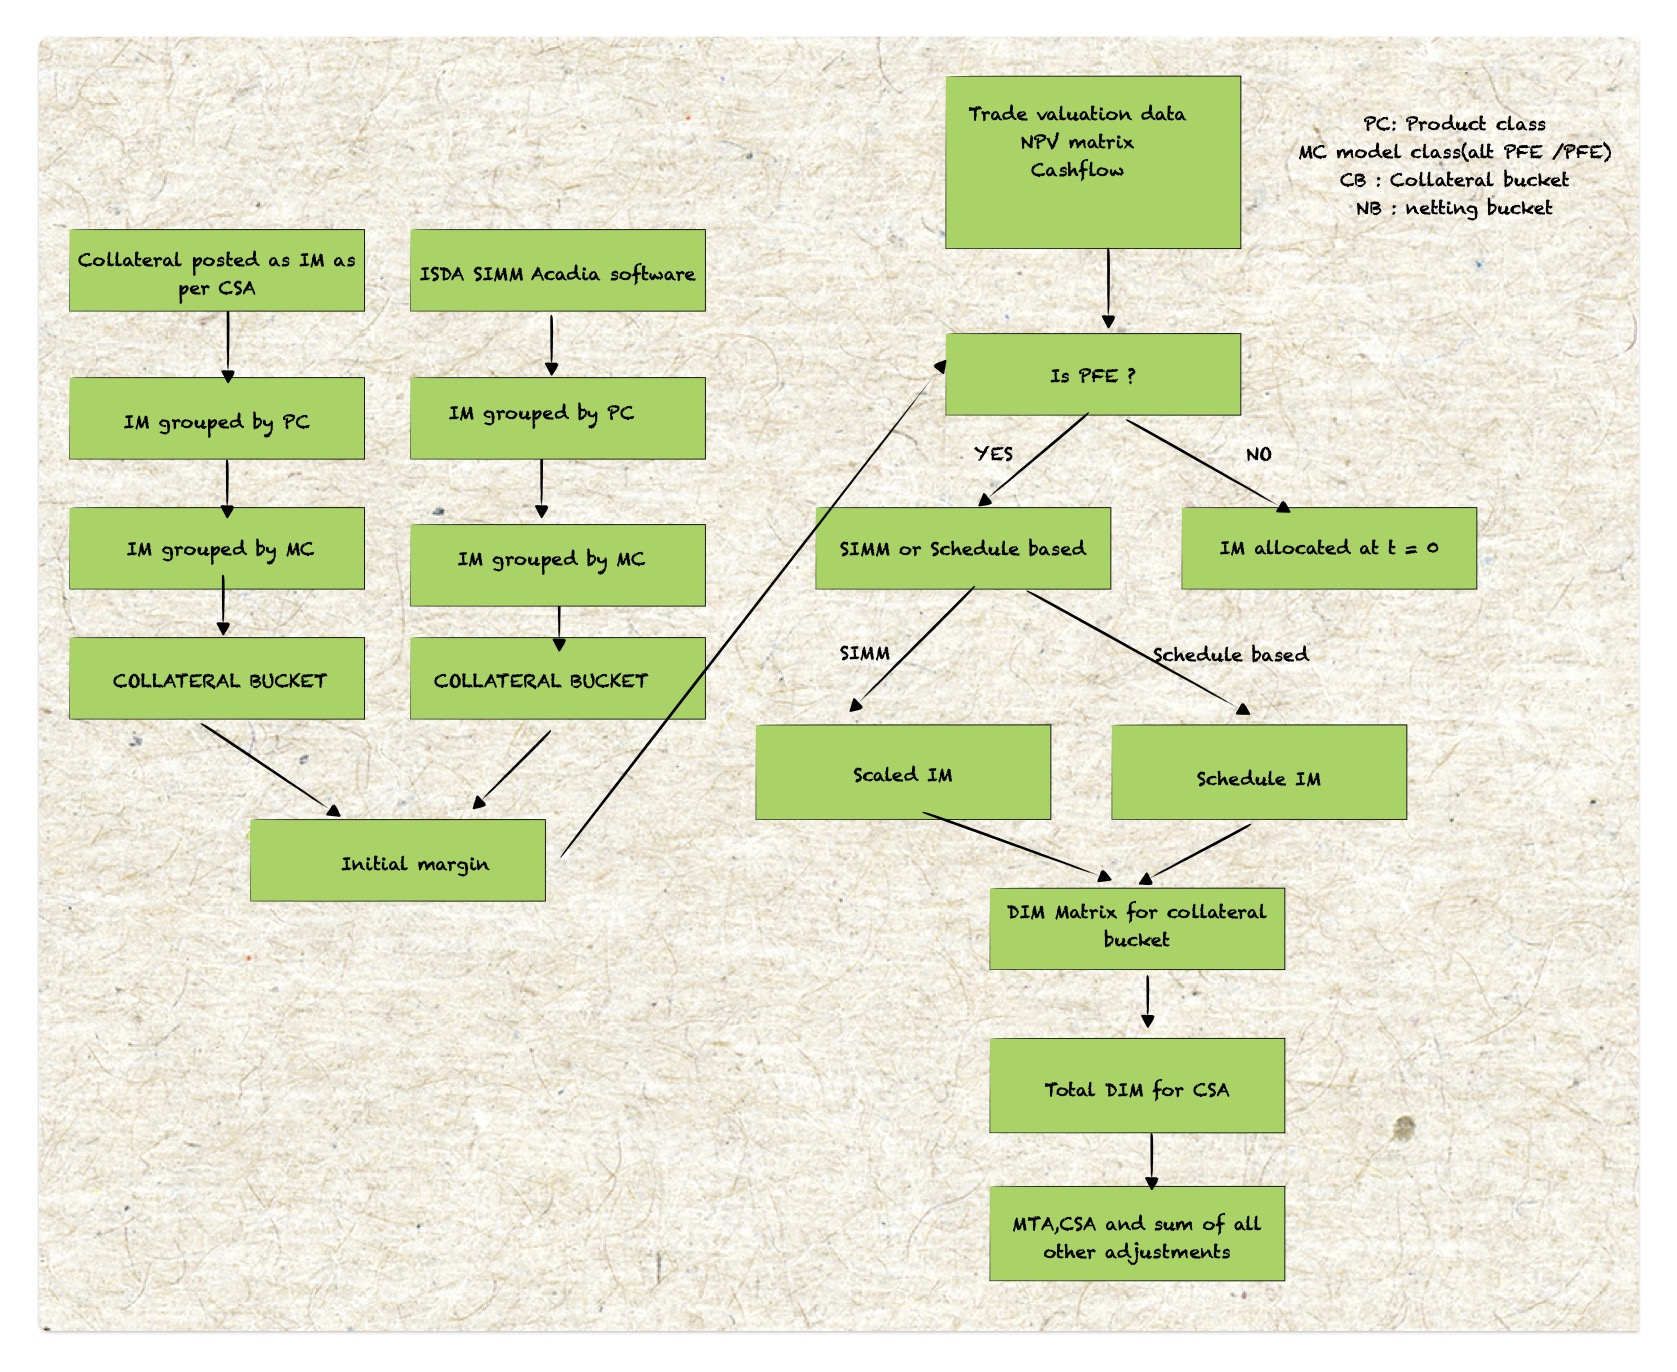 Trade valuation data
NPV matrix
Cashflow
PC: Product class
MC model class(alt PFE /PFE)
CB : Collateral bucket
NB : netting bucket
Collateral posted as IM as
per CSA
ISDA SIMM Acadia software
Is PFE ?
IM grouped by PC
IM grouped by PC
YES
NO
IM grouped by MC
IM grouped by MC
SIMM or Schedule based
IM allocated at t = 0
SIMM
Schedule based
COLLATERAL BUCKET
COLLATERAL BUCKET
Scaled IM
Schedule IM
Initial margin
DIM Matrix for collateral
bucket
Total DIM for CSA
MTA,CSA and sum of all
other adjustments